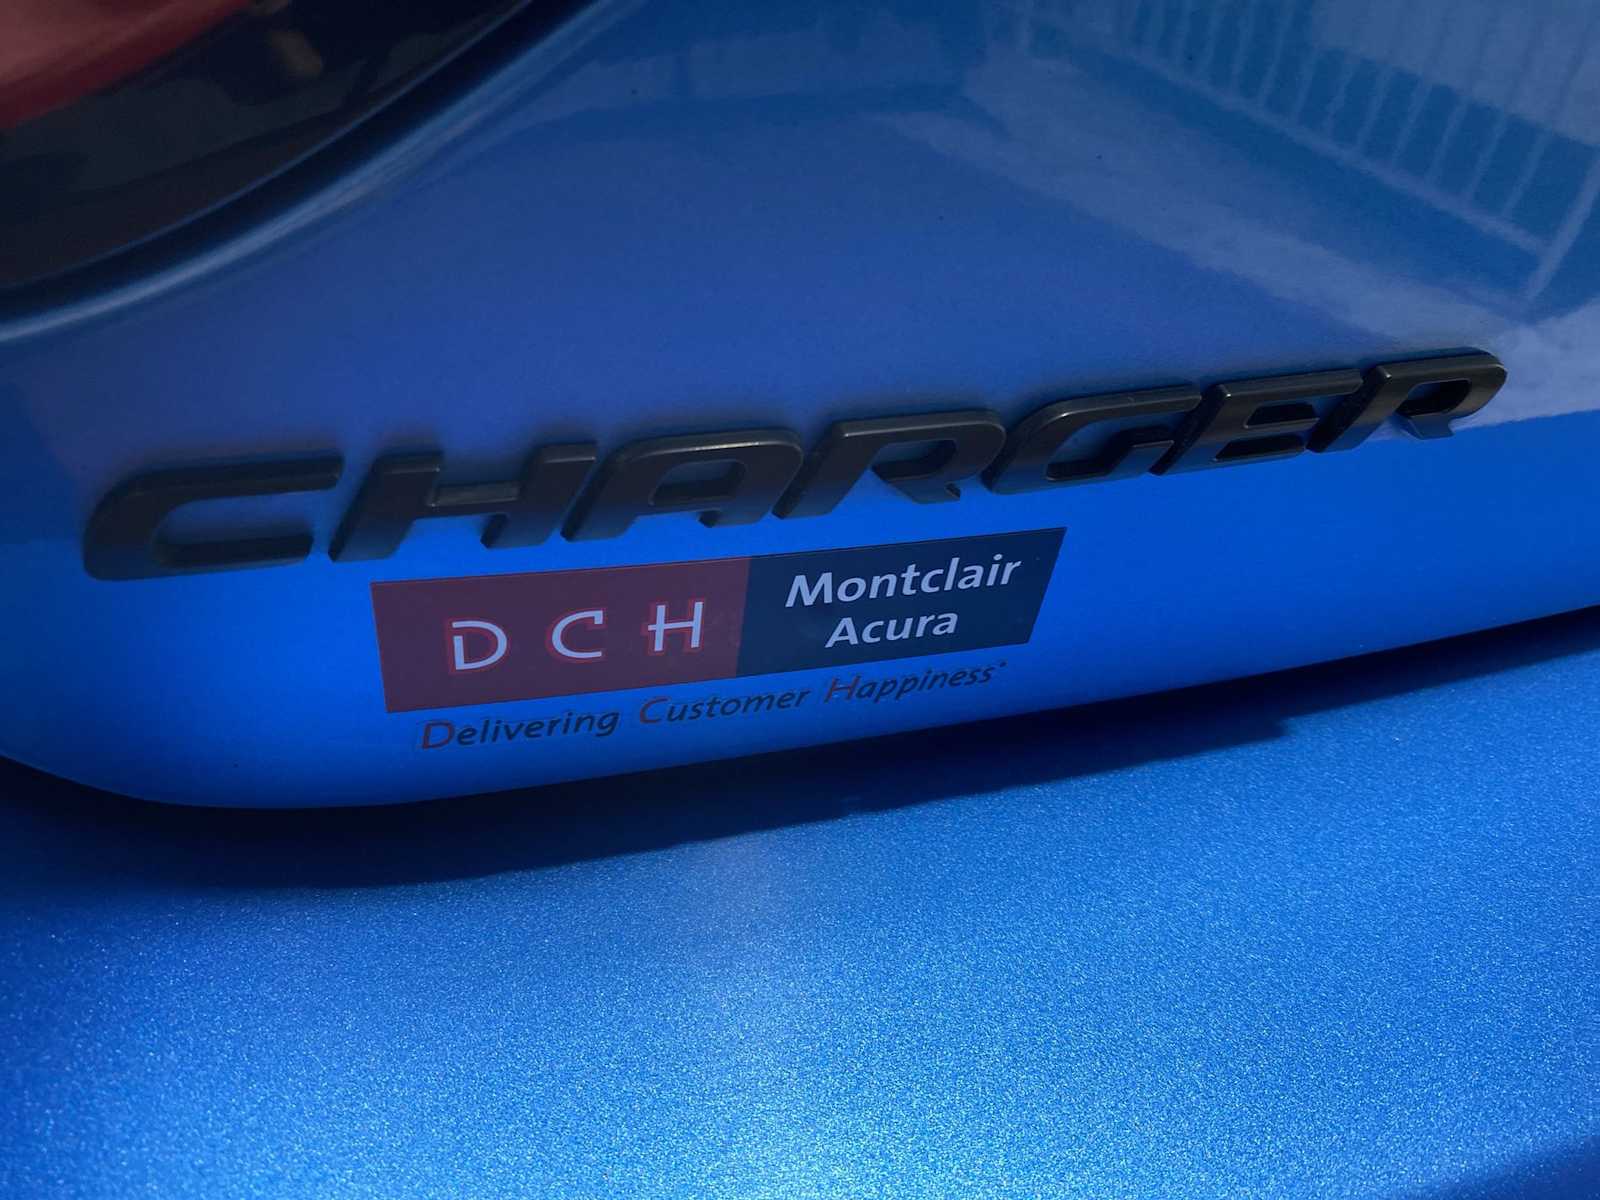 CHARGER
DCH
Montclair
Acura
Delivering Customer Happiness